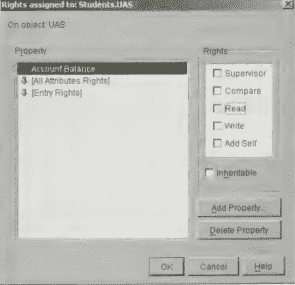 Rights assigned to: Students.UAS
On object: UAS
Property
Rights
Account Balance
[All Attributes Rights]
[Entry Rights]
Supervisor
Compare
Read
Write
Add Self
Inheritable
Add Property...
Delete Property
OK
Cancel
Help